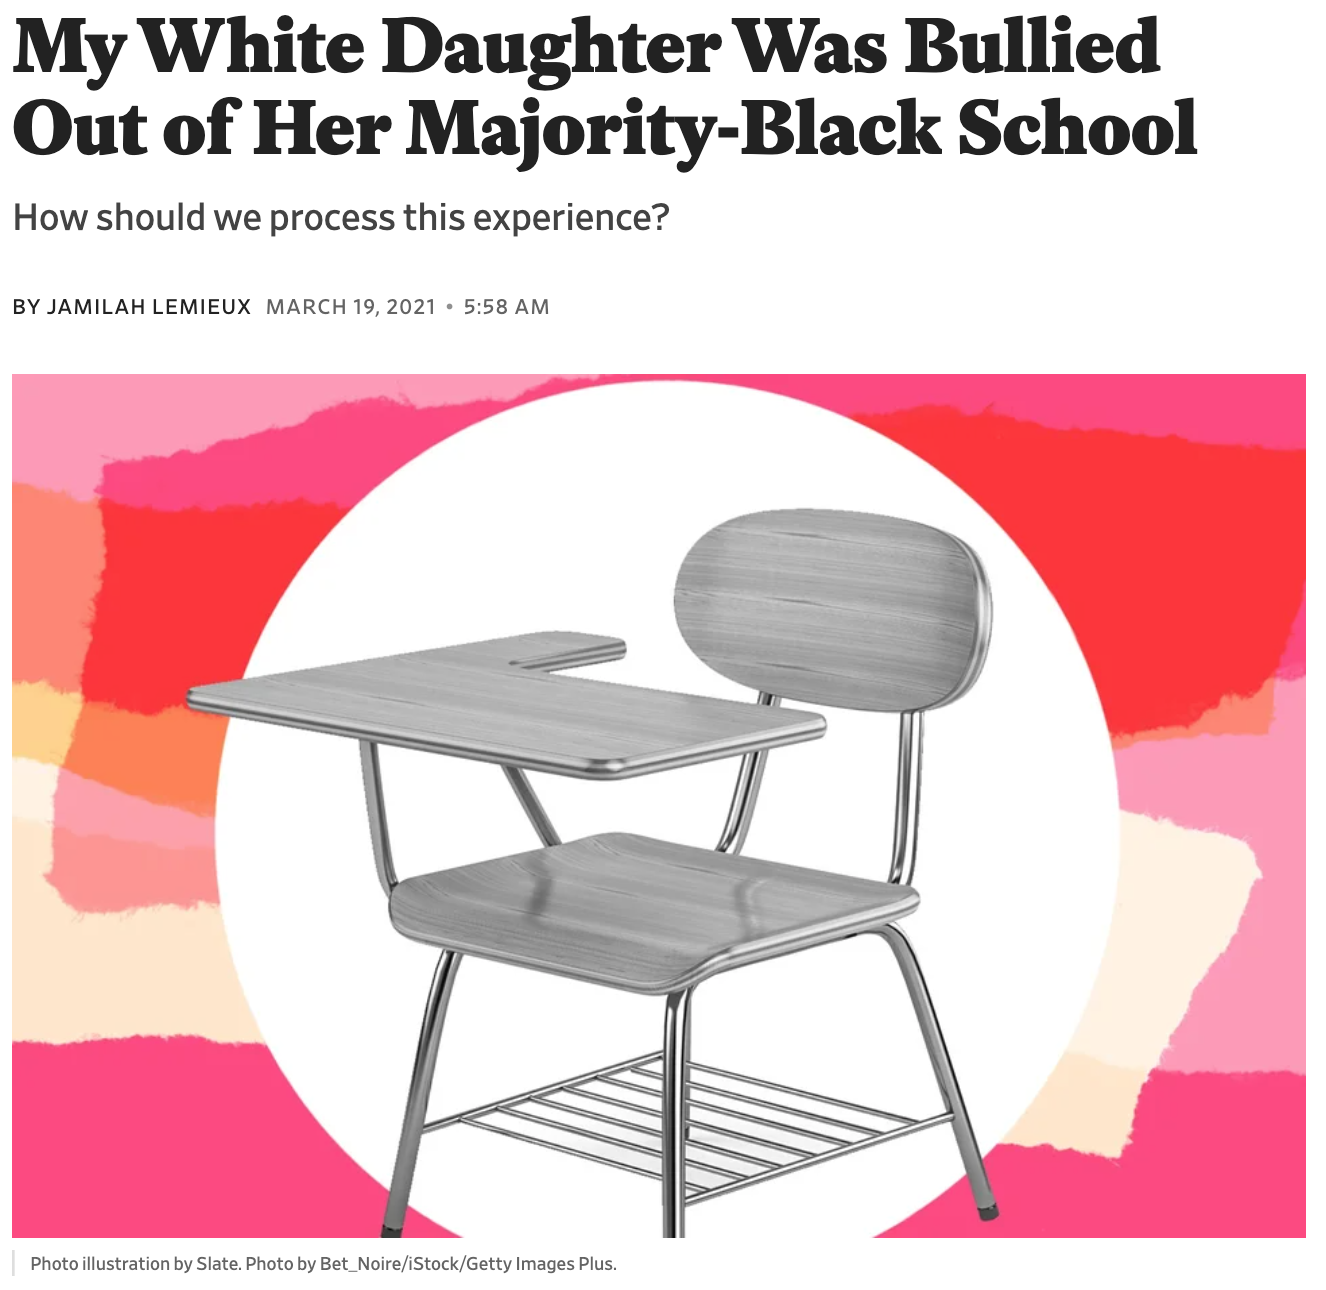 My White Daughter Was Bullied
Out of Her Majority-Black School
How should we process this experience?
BY JAMILAH LEMIEUX MARCH 19, 2021 • 5:58 AM
Photo illustration by Slate. Photo by Bet_Noire/iStock/Getty Images Plus.